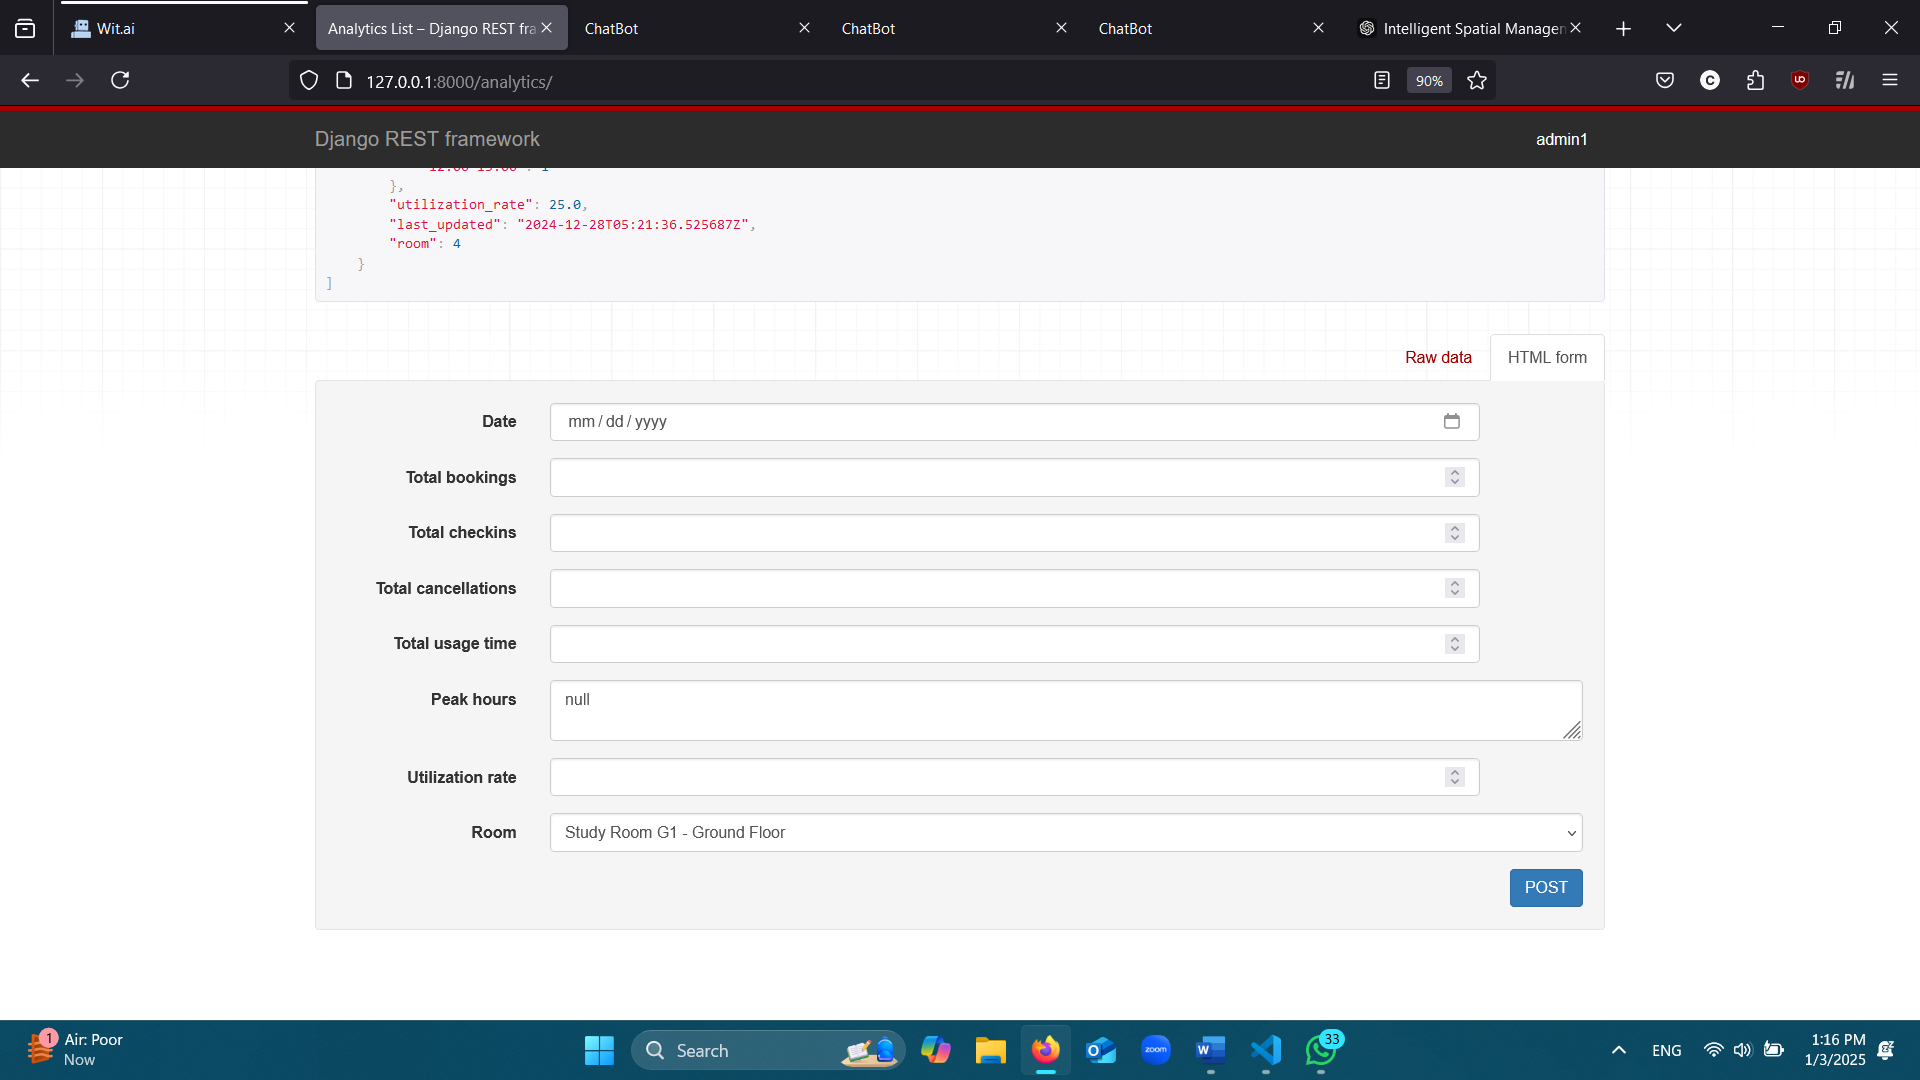 Wit.ai
Analytics List – Django REST fra
ChatBot
ChatBot
ChatBot
Intelligent Spatial Managen
127.0.0.1:8000/analytics/
90%
Django REST framework
admin1
},
"utilization_rate": 25.0,
"last_updated": "2024-12-28T05:21:36.525687Z",
"room": 4
}
]
Raw data
HTML form
Date
mm / dd / yyyy
Total bookings
Total checkins
Total cancellations
Total usage time
Peak hours
null
Utilization rate
Room
Study Room G1 - Ground Floor
POST
1
Air: Poor
Now
Search
zoom
33
ENG
1:16 PM
1/3/2025